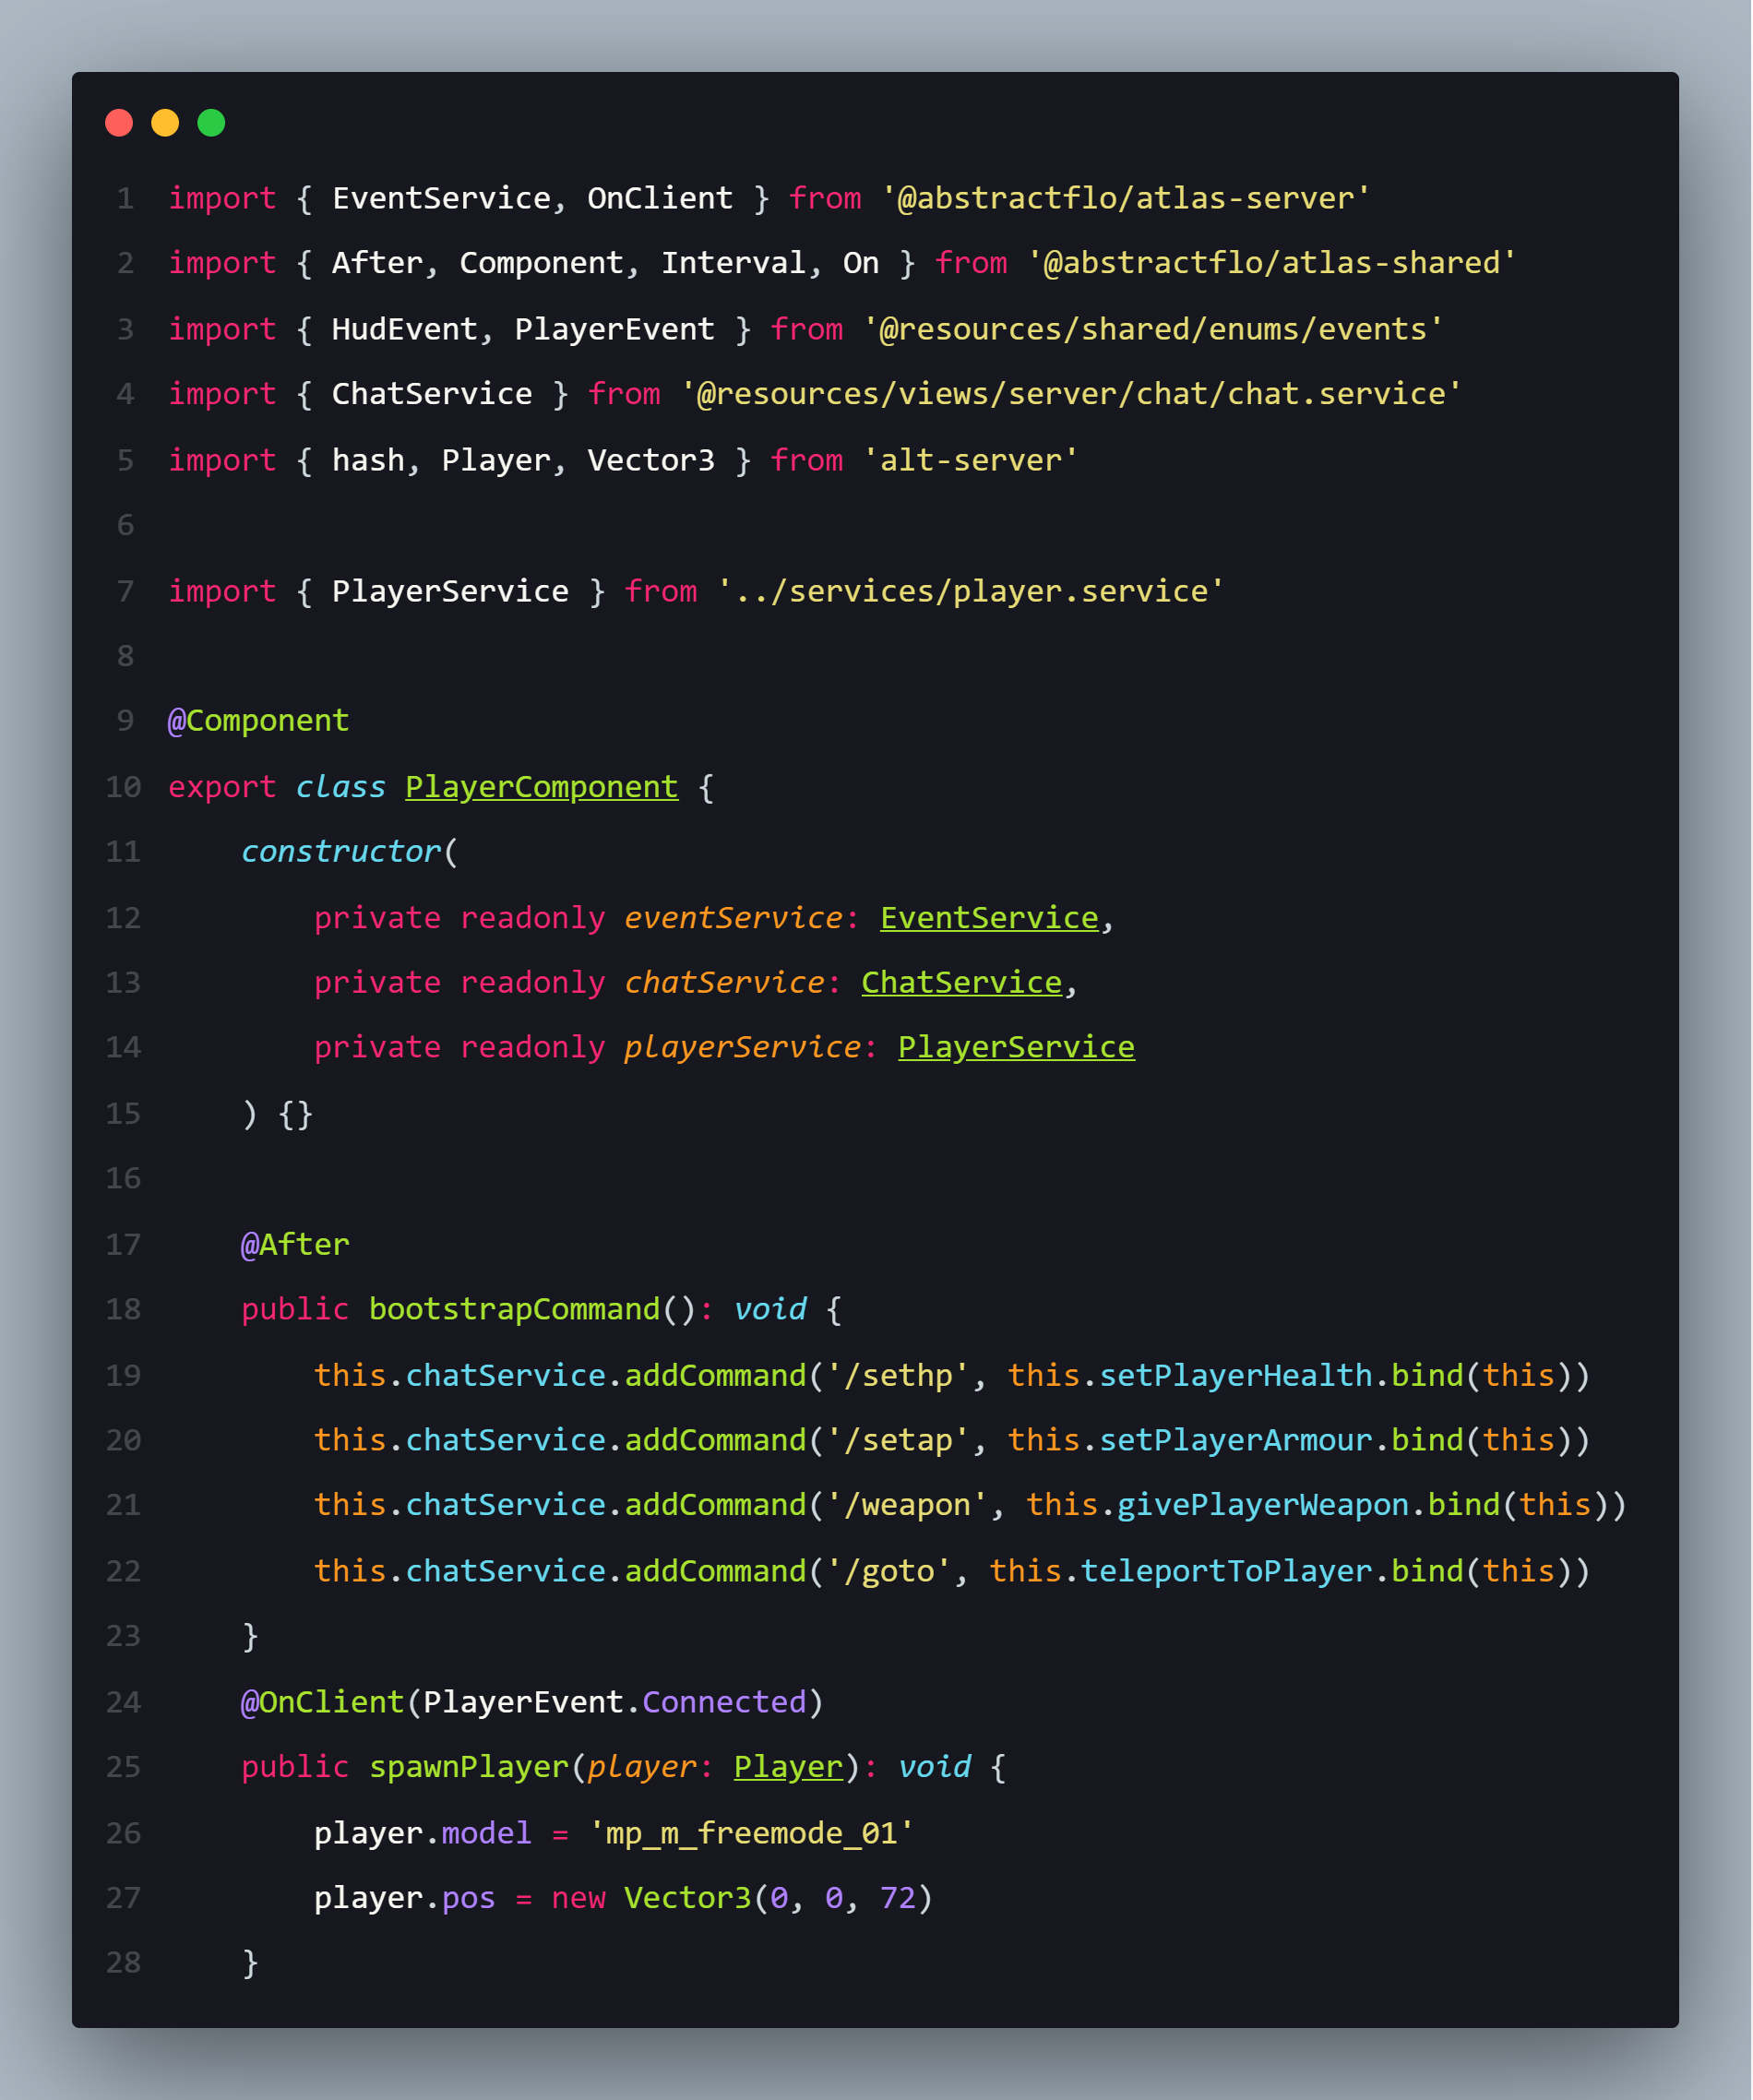 1 import { EventService, OnClient } from '@abstractflo/atlas-server'
2 import { After, Component, Interval, On } from '@abstractflo/atlas-shared'
3 import { HudEvent, PlayerEvent } from '@resources/shared/enums/events'
4 import { ChatService } from '@resources/views/server/chat/chat.service'
5 import { hash, Player, Vector3 } from 'alt-server'
6
7 import { PlayerService } from '../services/player.service'
8
9 @Component
10 export class PlayerComponent {
11     constructor(
12         private readonly eventService: EventService,
13         private readonly chatService: ChatService,
14         private readonly playerService: PlayerService
15     ) {}
16
17     @After
18     public bootstrapCommand(): void {
19         this.chatService.addCommand('/sethp', this.setPlayerHealth.bind(this))
20         this.chatService.addCommand('/setap', this.setPlayerArmour.bind(this))
21         this.chatService.addCommand('/weapon', this.givePlayerWeapon.bind(this))
22         this.chatService.addCommand('/goto', this.teleportToPlayer.bind(this))
23     }
24     @OnClient(PlayerEvent.Connected)
25     public spawnPlayer(player: Player): void {
26         player.model = 'mp_m_freemode_01'
27         player.pos = new Vector3(0, 0, 72)
28     }